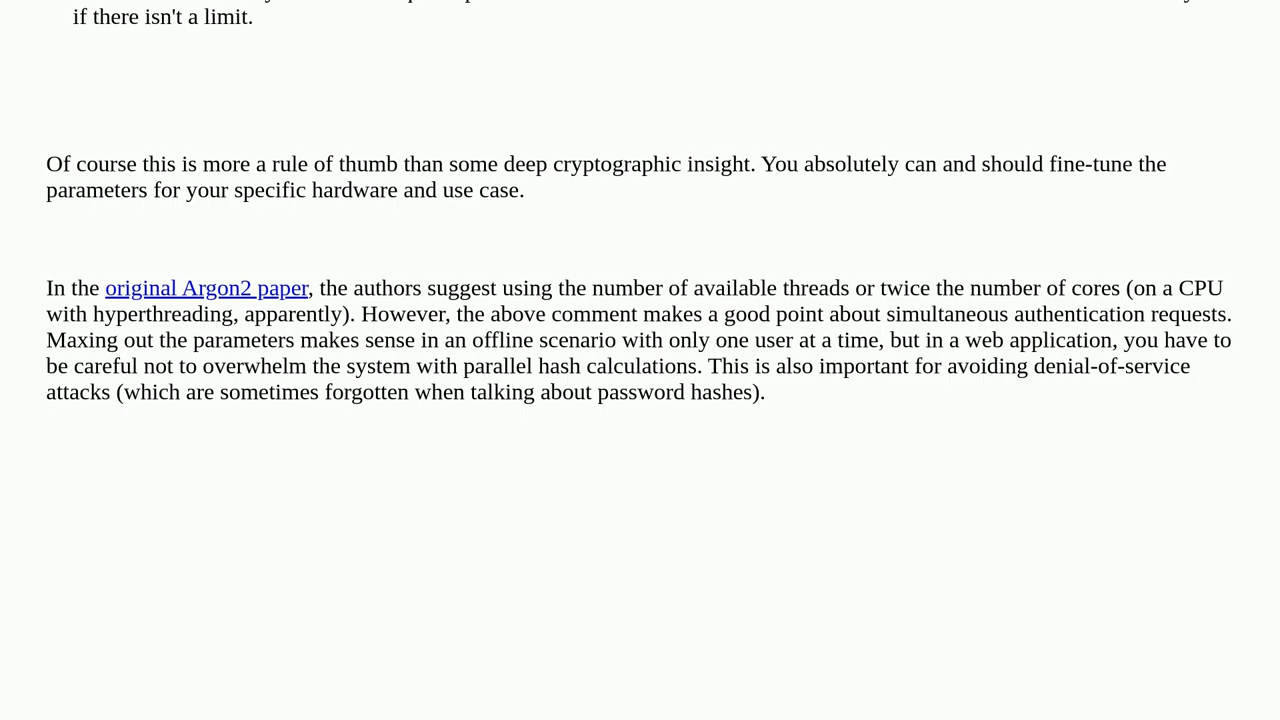 if there isn't a limit.
Of course this is more a rule of thumb than some deep cryptographic insight. You absolutely can and should fine-tune the
parameters for your specific hardware and use case.
In the original Argon2 paper, the authors suggest using the number of available threads or twice the number of cores (on a CPU
with hyperthreading, apparently). However, the above comment makes a good point about simultaneous authentication requests.
Maxing out the parameters makes sense in an offline scenario with only one user at a time, but in a web application, you have to
be careful not to overwhelm the system with parallel hash calculations. This is also important for avoiding denial-of-service
attacks (which are sometimes forgotten when talking about password hashes).